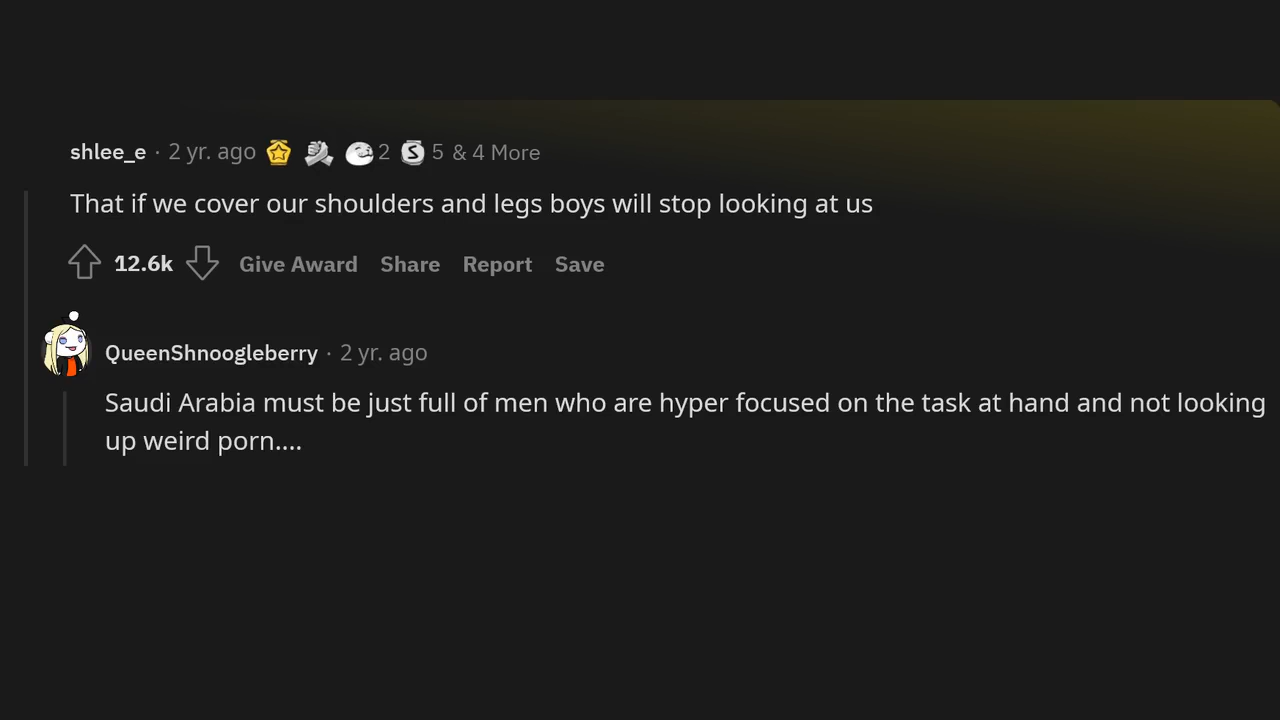 shlee_e · 2 yr. ago 2 5 & 4 More
That if we cover our shoulders and legs boys will stop looking at us
12.6k Give Award Share Report Save
QueenShnoogleberry · 2 yr. ago
Saudi Arabia must be just full of men who are hyper focused on the task at hand and not looking
up weird porn....